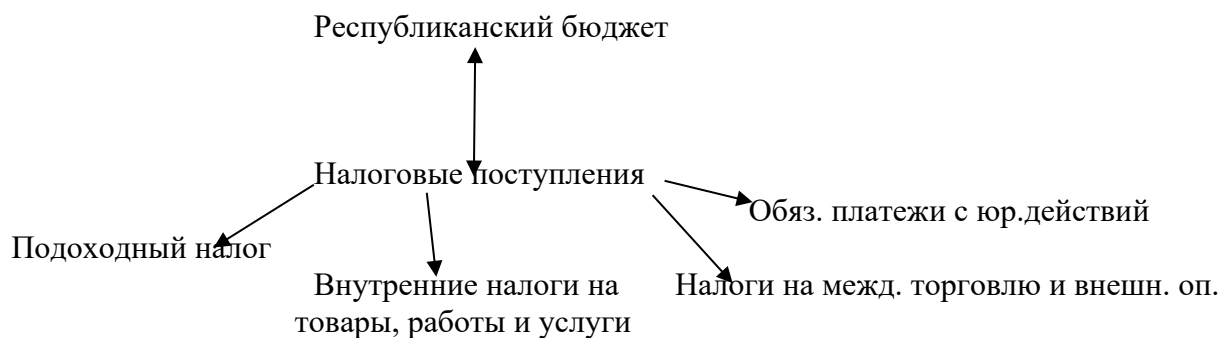 Республиканский бюджет
Налоговые поступления
Обяз. платежи с юр.действий
Подоходный налог
Внутренние налоги на
товары, работы и услуги
Налоги на межд. торговлю и внешн. оп.